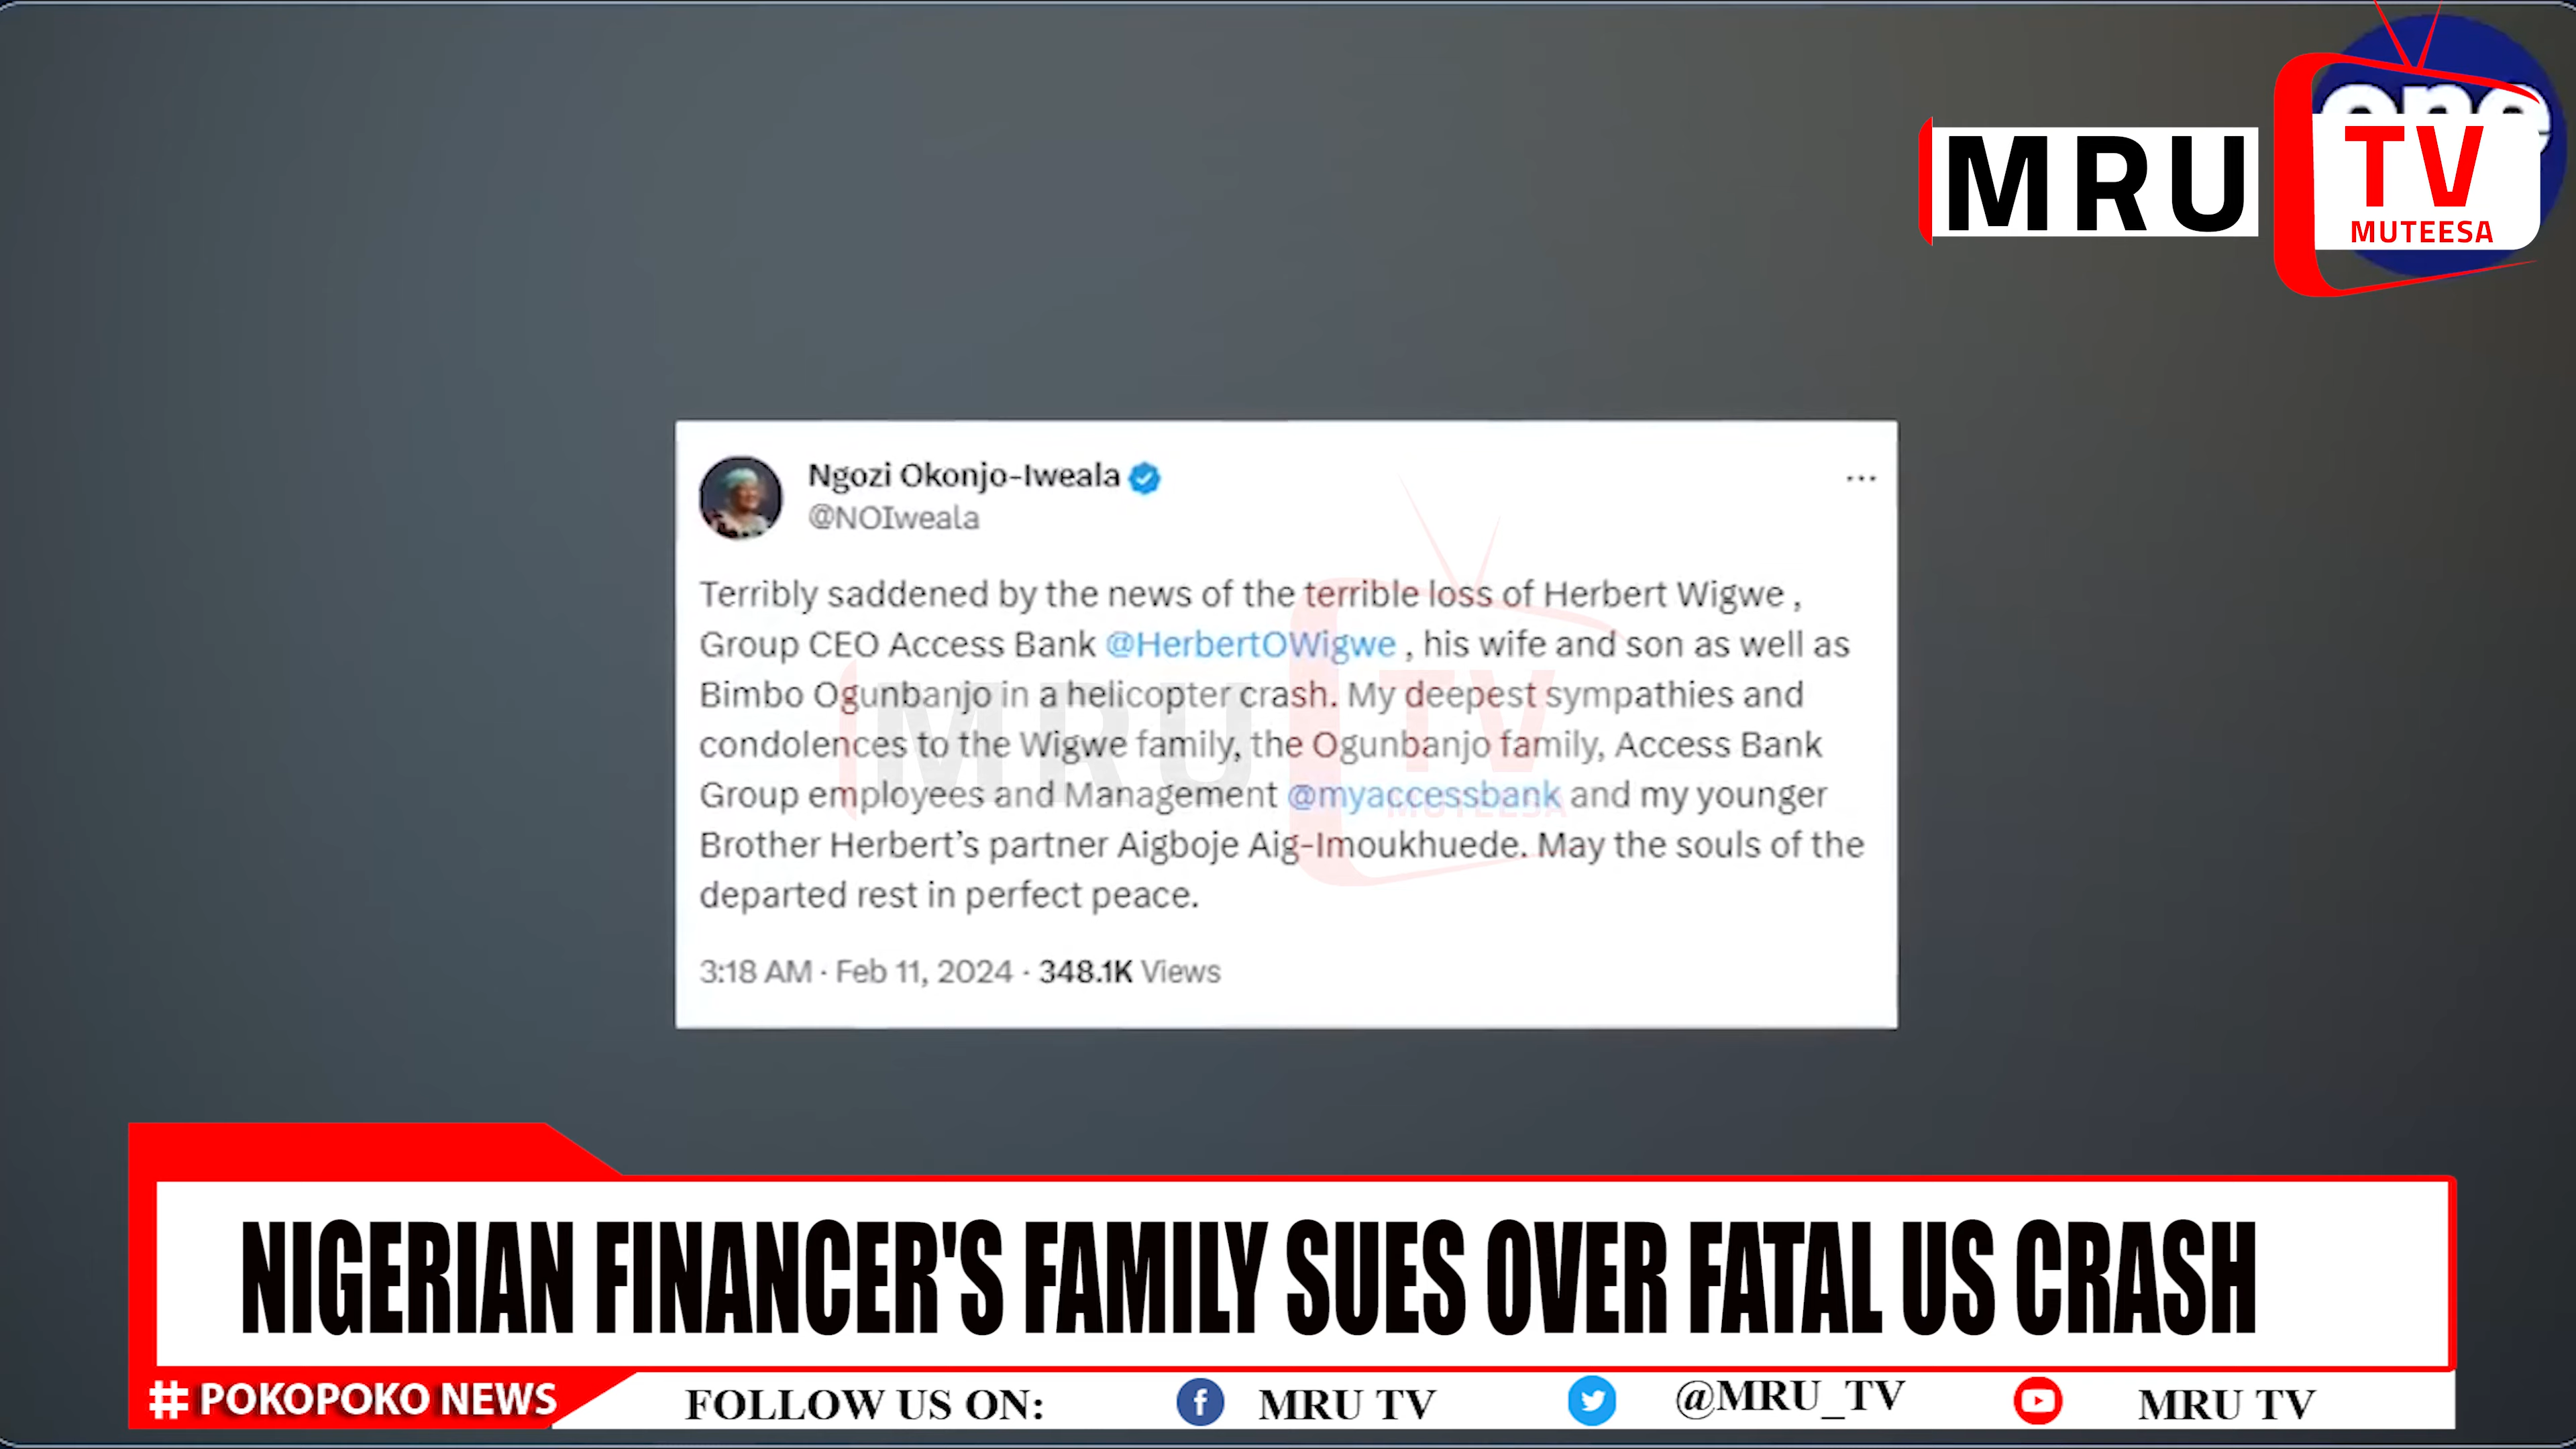 one
MRU
TV
MUTEESA
Ngozi Okonjo-Iweala
@NOIweala
Terribly saddened by the news of the terrible loss of Herbert Wigwe ,
Group CEO Access Bank @HerbertOWigwe , his wife and son as well as
Bimbo Ogunbanjo in a helicopter crash. My deepest sympathies and
condolences to the Wigwe family, the Ogunbanjo family, Access Bank
Group employees and Management @myaccessbank and my younger
Brother Herbert’s partner Aigboje Aig-Imoukhuede. May the souls of the
departed rest in perfect peace.
3:18 AM · Feb 11, 2024 · 348.1K Views
MRU TV
MUTEESA
NIGERIAN FINANCER'S FAMILY SUES OVER FATAL US CRASH
# POKOPOKO NEWS
FOLLOW US ON: MRU TV @MRU_TV MRU TV